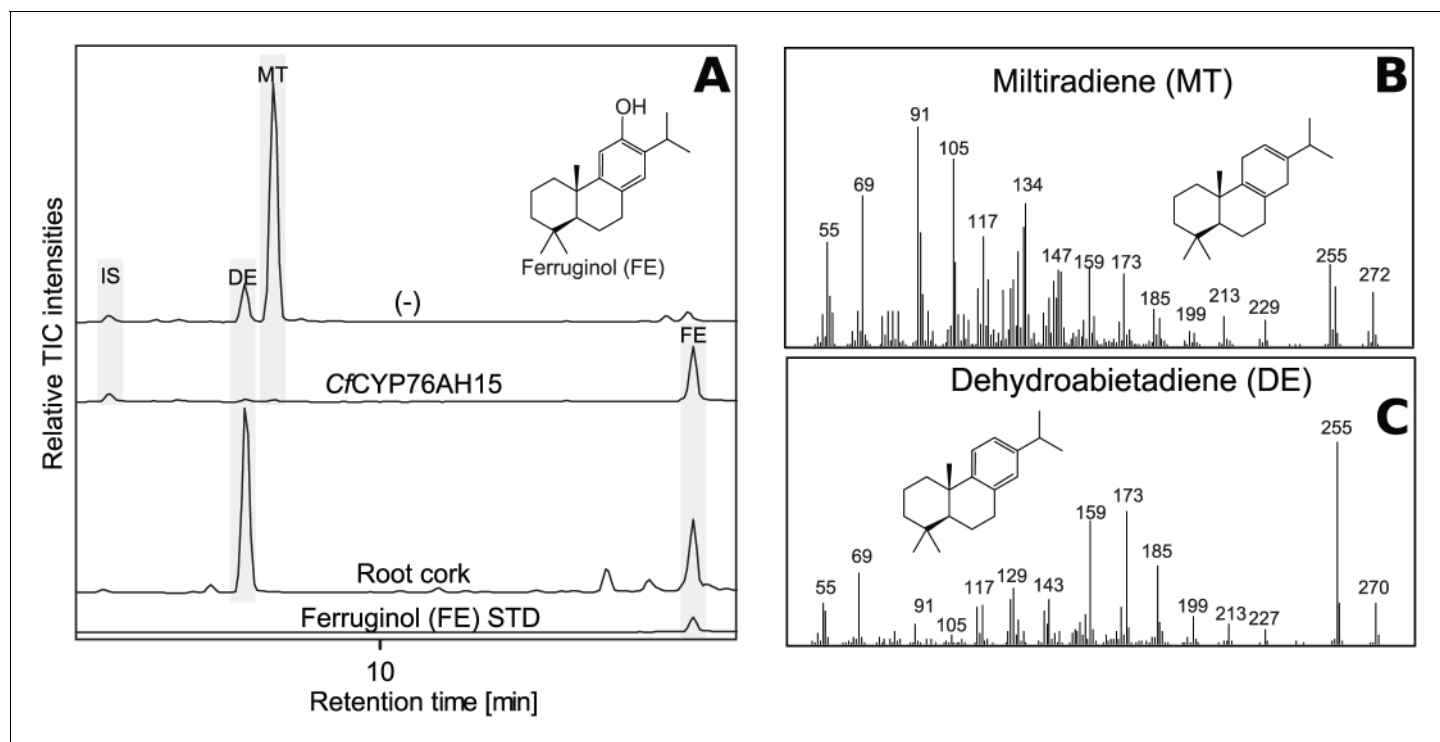 A
Relative TIC intensities
MT
OH
IS
DE
Ferruginol (FE)
(-)
FE
CfCYP76AH15
Root cork
Ferruginol (FE) STD
10
Retention time [min]
Miltiradiene (MT)
B
91
105
69
134
117
55
147
159
173
255
272
185
213
229
199
Dehydroabietadiene (DE)
C
255
173
159
185
69
129
55
117
143
270
91
199
213
227
105